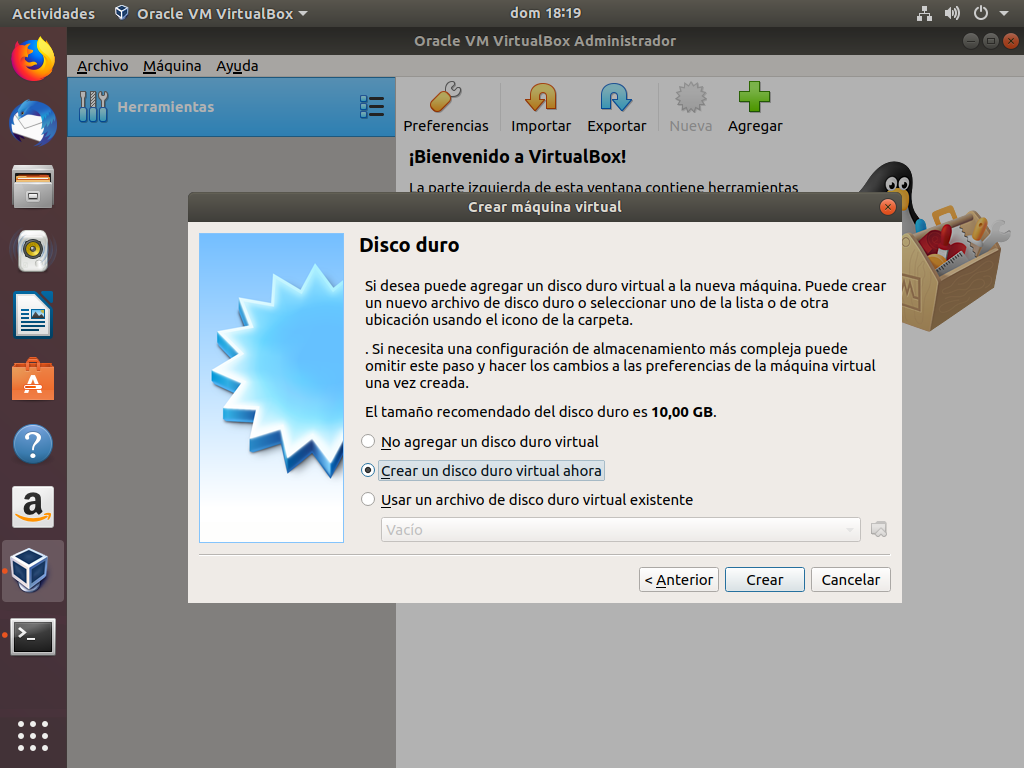 Actividades
Oracle VM VirtualBox
dom 18:19
Oracle VM VirtualBox Administrador
Archivo Máquina Ayuda
Herramientas
Preferencias
Importar
Exportar
Nueva
Agregar
¡Bienvenido a VirtualBox!
La parte izquierda de esta ventana contiene herramientas
Crear máquina virtual
Disco duro
Si desea puede agregar un disco duro virtual a la nueva máquina. Puede crear
un nuevo archivo de disco duro o seleccionar uno de la lista o de otra
ubicación usando el icono de la carpeta.
. Si necesita una configuración de almacenamiento más compleja puede
omitir este paso y hacer los cambios a las preferencias de la máquina virtual
una vez creada.
El tamaño recomendado del disco duro es 10,00 GB.
No agregar un disco duro virtual
Crear un disco duro virtual ahora
Usar un archivo de disco duro virtual existente
Vacío
< Anterior
Crear
Cancelar